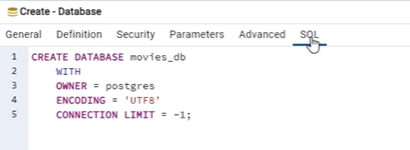 Create - Database
General Definition Security Parameters Advanced SQL
1 CREATE DATABASE movies_db
2     WITH
3     OWNER = postgres
4     ENCODING = 'UTF8'
5     CONNECTION LIMIT = -1;